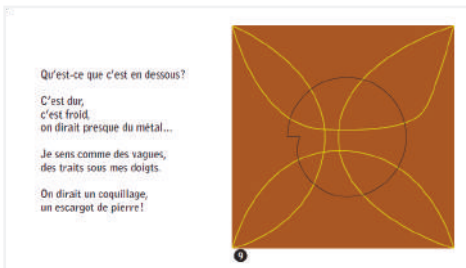 Qu'est-ce que c'est en dessous?
C'est dur,
c'est froid,
on dirait presque du métal...
Je sens comme des vagues,
des traits sous mes doigts.
On dirait un coquillage,
un escargot de pierre!
9